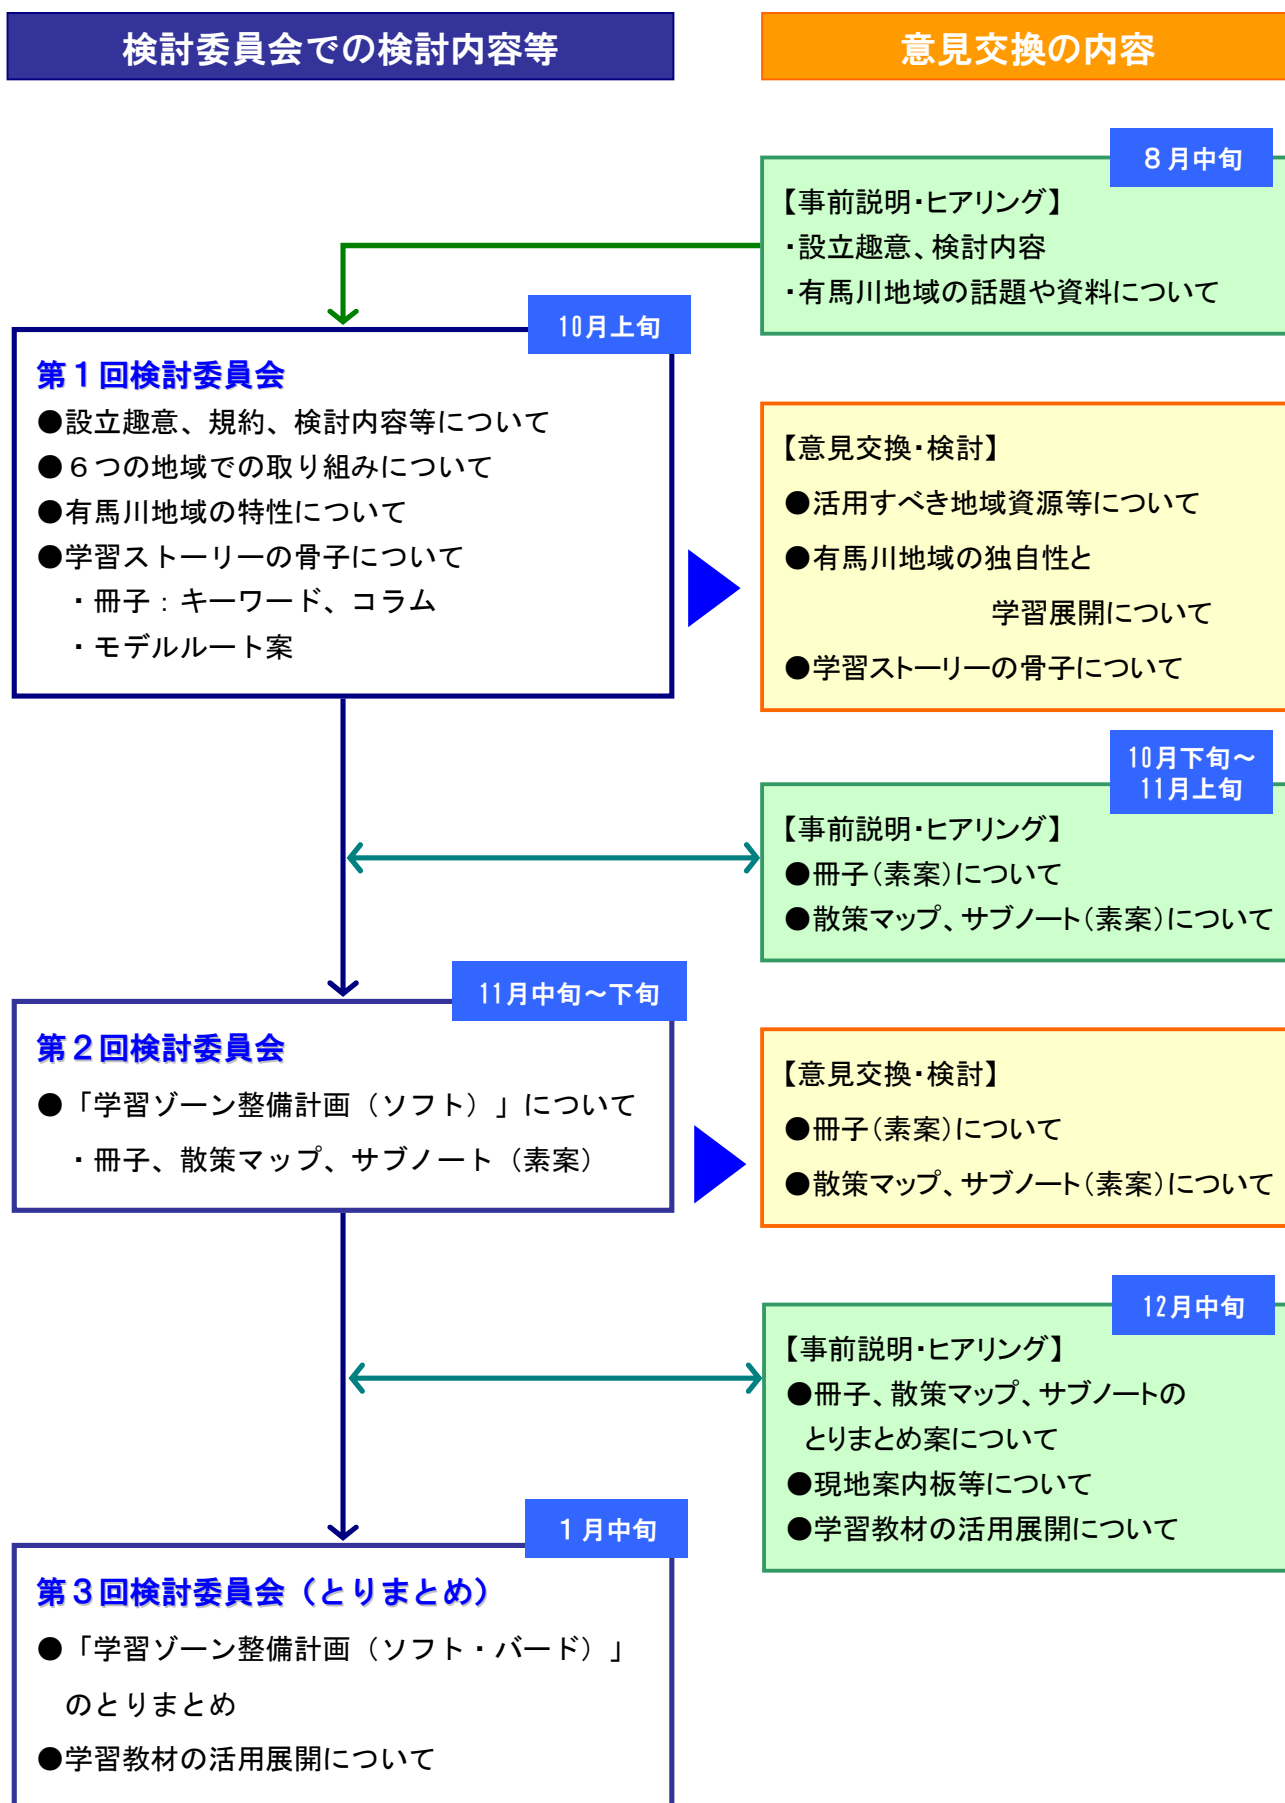 検討委員会での検討内容等
意見交換の内容
８月中旬
【事前説明・ヒアリング】
・設立趣意、検討内容
・有馬川地域の話題や資料について
10月上旬
第１回検討委員会
●設立趣意、規約、検討内容等について
●６つの地域での取り組みについて
●有馬川地域の特性について
●学習ストーリーの骨子について
・冊子：キーワード、コラム
・モデルルート案
【意見交換・検討】
●活用すべき地域資源等について
●有馬川地域の独自性と
学習展開について
●学習ストーリーの骨子について
10月下旬～
11月上旬
【事前説明・ヒアリング】
●冊子（素案）について
●散策マップ、サブノート（素案）について
11月中旬～下旬
第２回検討委員会
●「学習ゾーン整備計画（ソフト）」について
・冊子、散策マップ、サブノート（素案）
【意見交換・検討】
●冊子（素案）について
●散策マップ、サブノート（素案）について
12月中旬
【事前説明・ヒアリング】
●冊子、散策マップ、サブノートの
とりまとめ案について
●現地案内板等について
●学習教材の活用展開について
１月中旬
第３回検討委員会（とりまとめ）
●「学習ゾーン整備計画（ソフト・バード）」
のとりまとめ
●学習教材の活用展開について